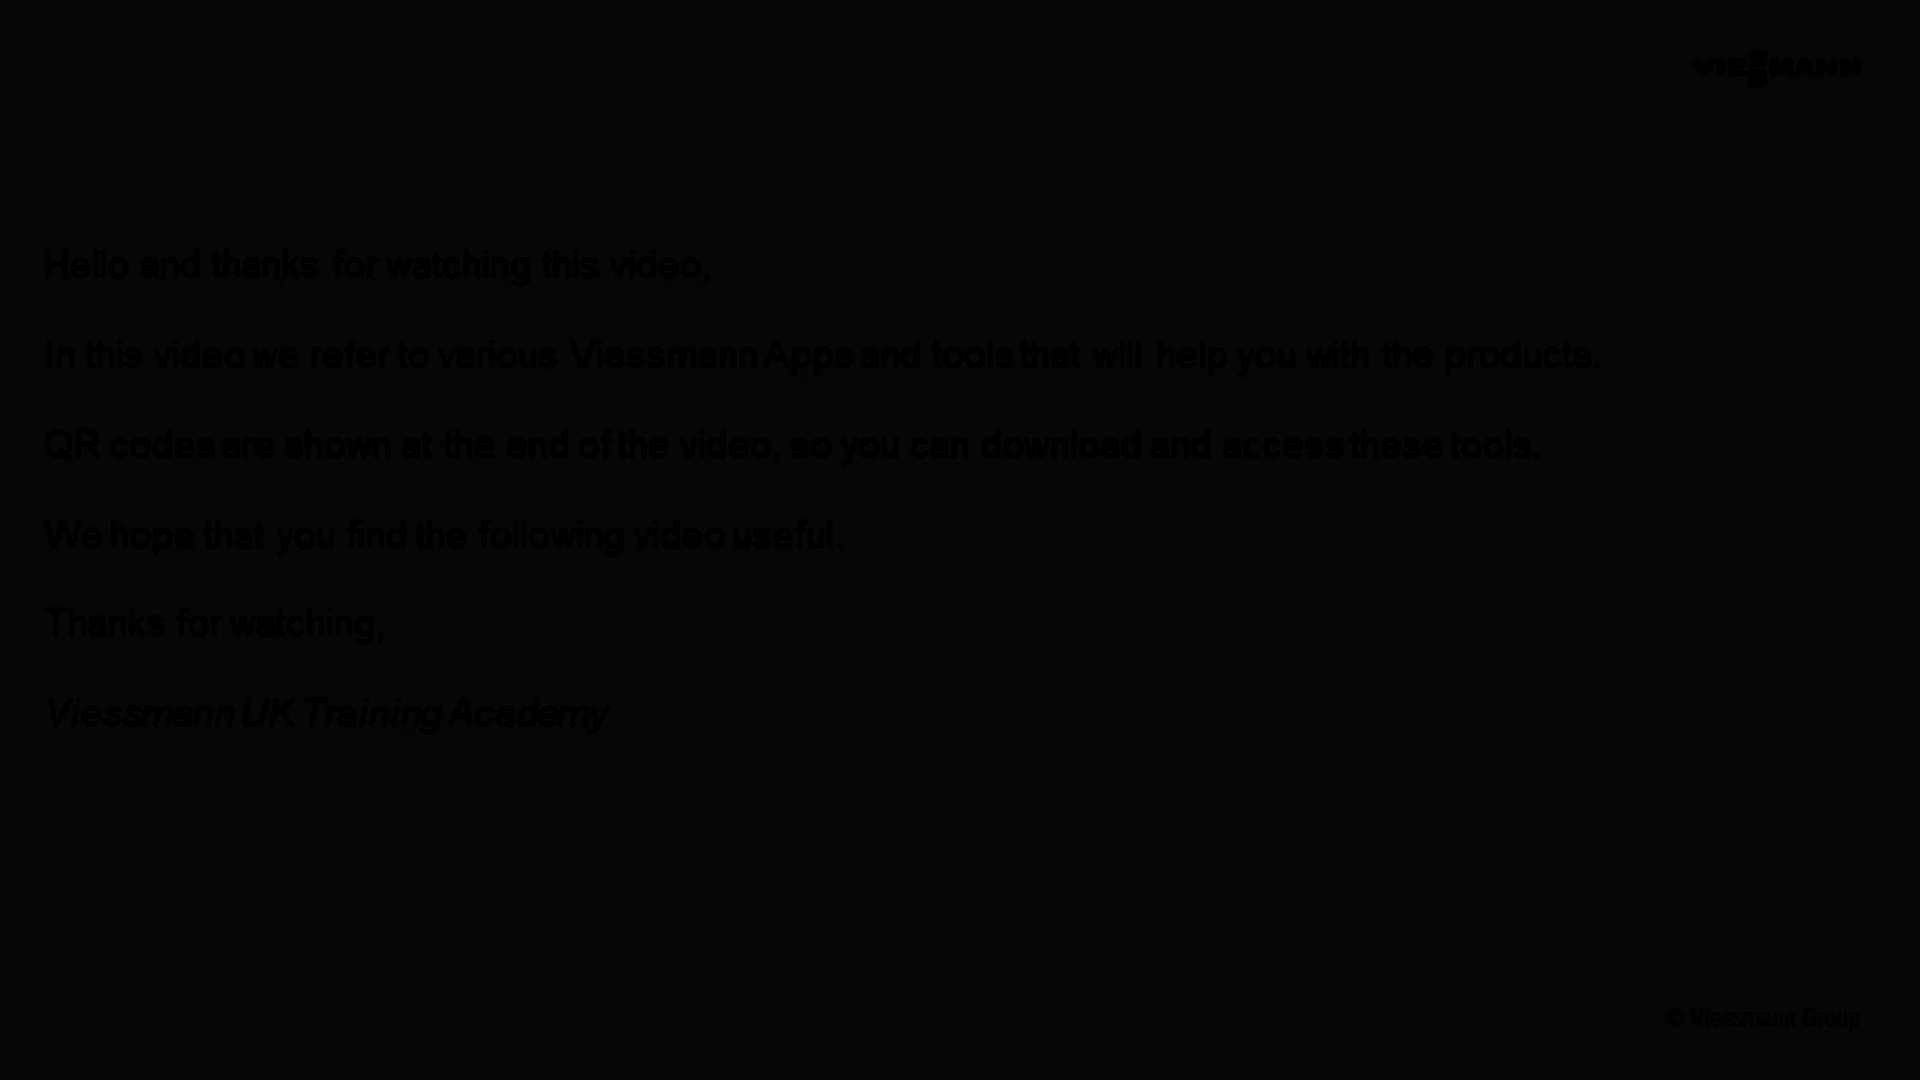 VIESSMANN
Hello and thanks for watching this video,
In this video we refer to various Viessmann Apps and tools that will help you with the products.
QR codes are shown at the end of the video, so you can download and access these tools.
We hope that you find the following video useful.
Thanks for watching,
Viessmann UK Training Academy
© Viessmann Group